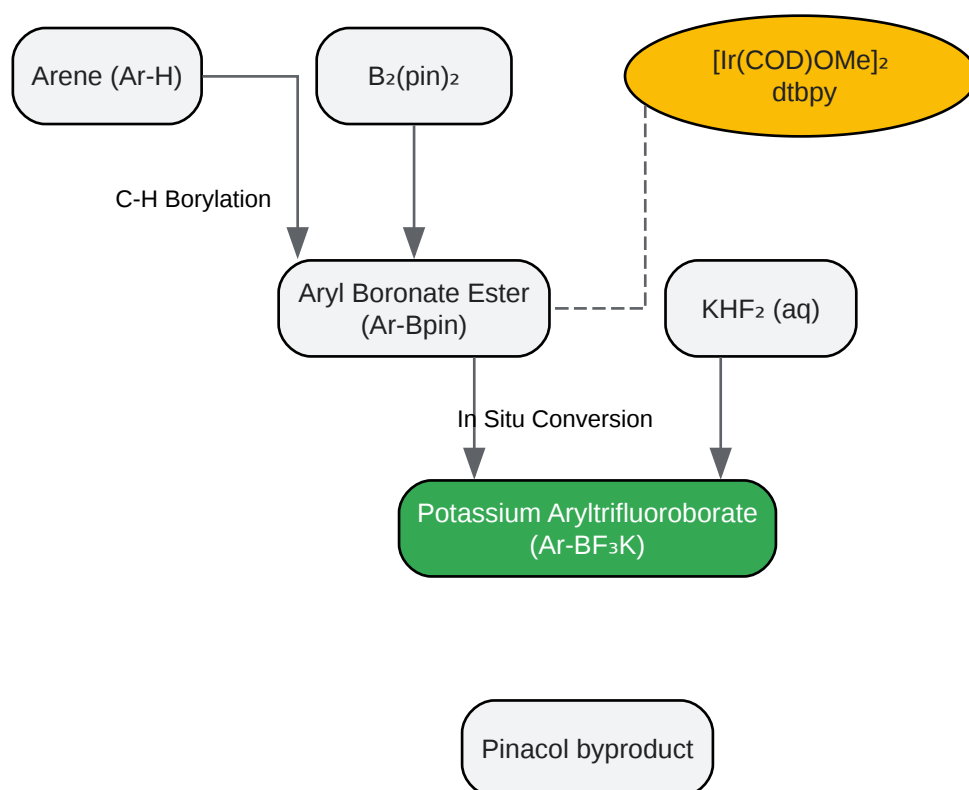 Arene (Ar-H)
B₂(pin)₂
[Ir(COD)OMe]₂
dtbpy
C-H Borylation
Aryl Boronate Ester
(Ar-Bpin)
KHF₂ (aq)
In Situ Conversion
Potassium Aryltrifluoroborate
(Ar-BF₃K)
Pinacol byproduct